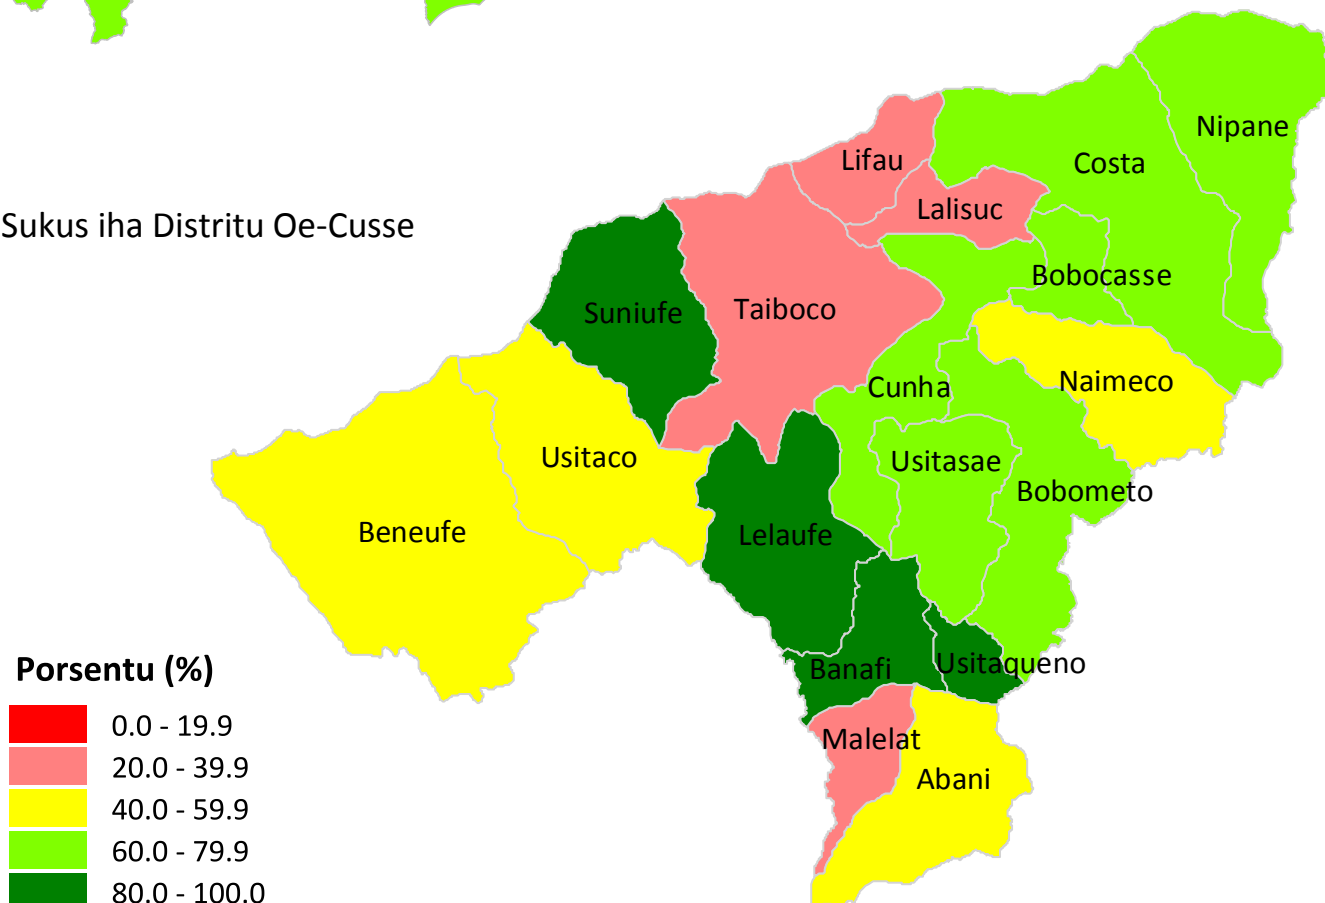 Nipane
Lifau
Costa
Lalisuc
Sukus iha Distritu Oe-Cusse
Bobocasse
Suniufe
Taiboco
Naimeco
Cunha
Usitaco
Usitasae
Bobometo
Beneufe
Lelaufe
Banafi
Usitaqueno
Malelat
Abani
Porsentu (%)
0.0 - 19.9
20.0 - 39.9
40.0 - 59.9
60.0 - 79.9
80.0 - 100.0